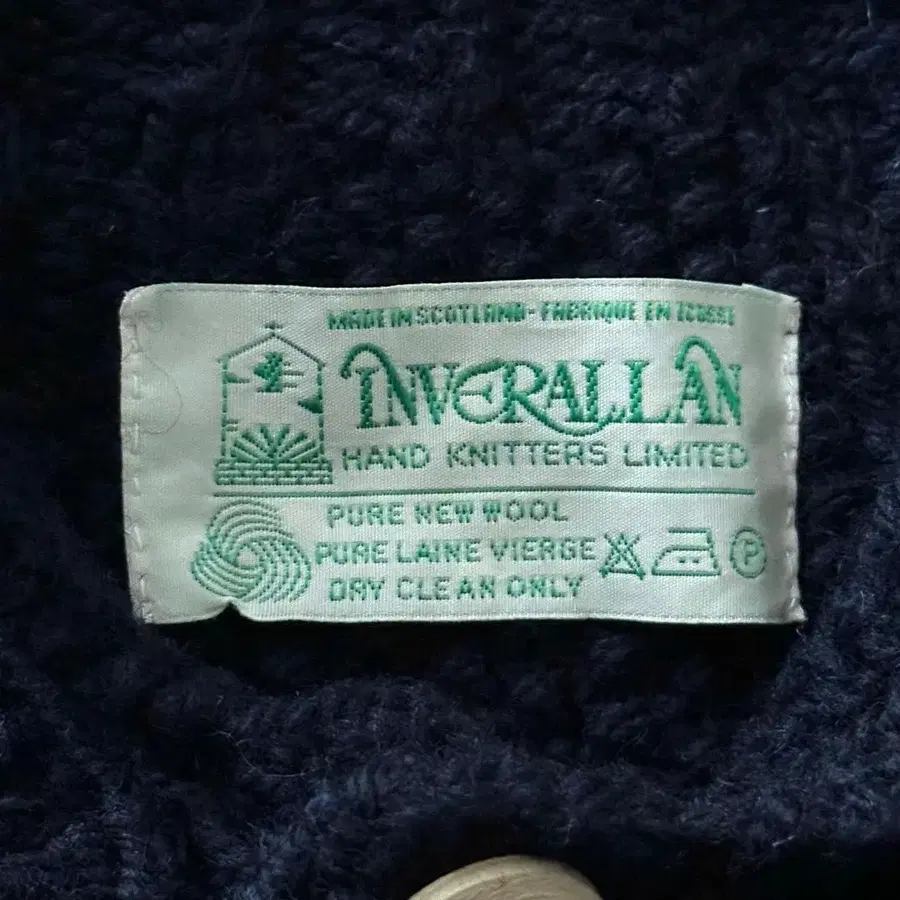 MADE IN SCOTLAND - FABRIQUE EN ECOSSE
INVERALLAN
HAND KNITTERS LIMITED
PURE NEW WOOL
PURE LAINE VIERGE
DRY CLEAN ONLY
P